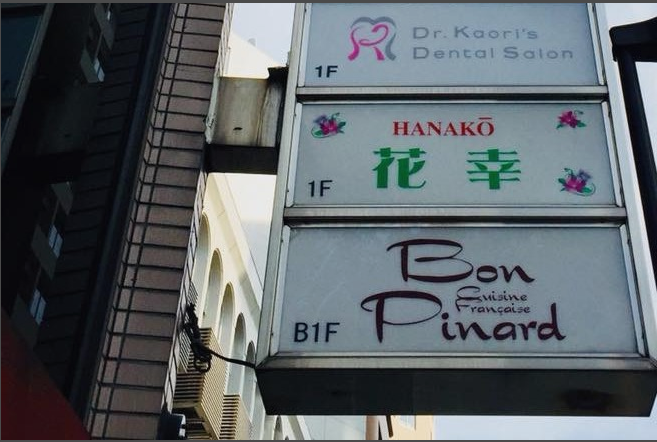 Dr. Kaori's
Dental Salon
1F
HANAKŌ
花幸
1F
Bon
Cuisine
Française
Pinard
B1F